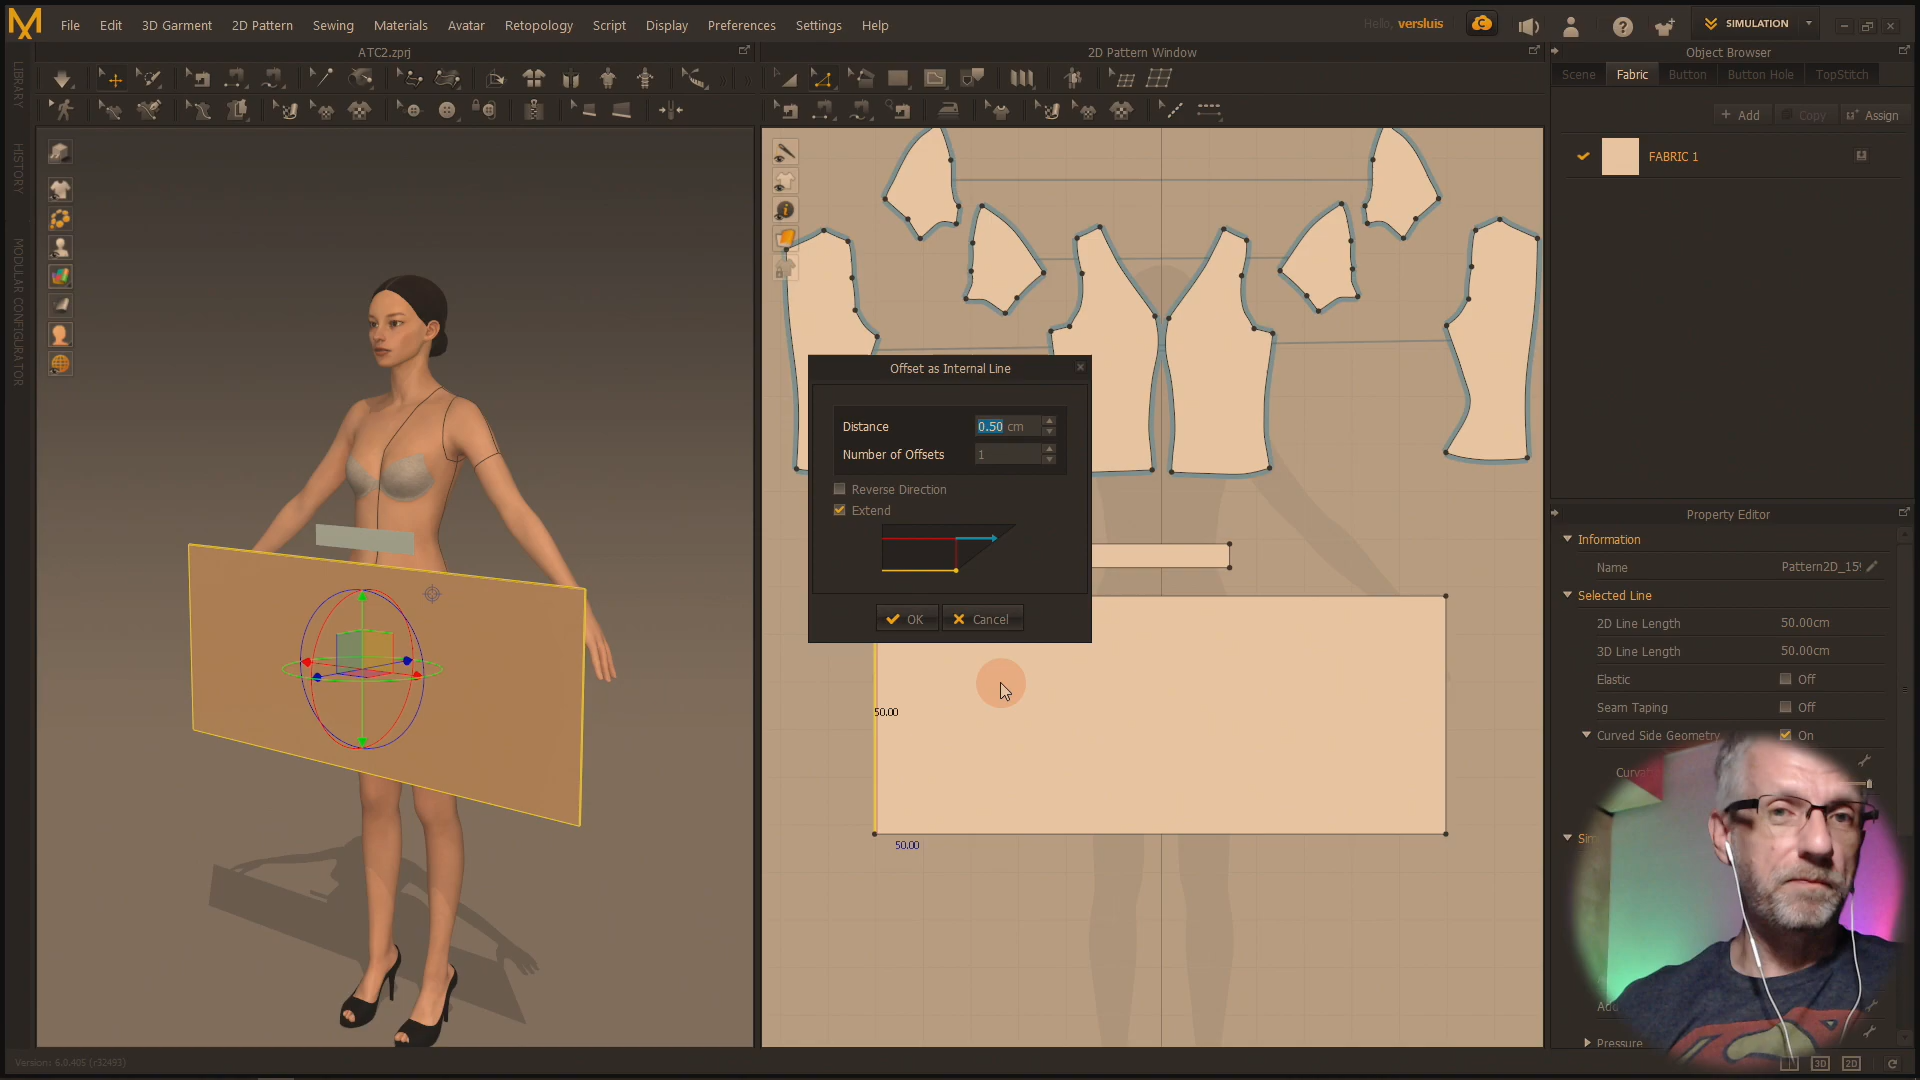 File Edit 3D Garment 2D Pattern Sewing Materials Avatar Retopology Script Display Preferences Settings Help
Hello, versluis
SIMULATION
ATC2.zprj
2D Pattern Window
Object Browser
Scene Fabric Button Button Hole TopStitch
+ Add Copy Assign
FABRIC 1
LIBRARY
HISTORY
MODULAR CONFIGURATOR
Offset as Internal Line
Distance 0.50 cm
Number of Offsets 1
Reverse Direction
Extend
OK Cancel
50.00
50.00
Property Editor
Information
Name Pattern2D_15
Selected Line
2D Line Length 50.00cm
3D Line Length 50.00cm
Elastic Off
Seam Taping Off
Curved Side Geometry On
Pressure
Version: 6.0.405 (r32493)
3D 2D